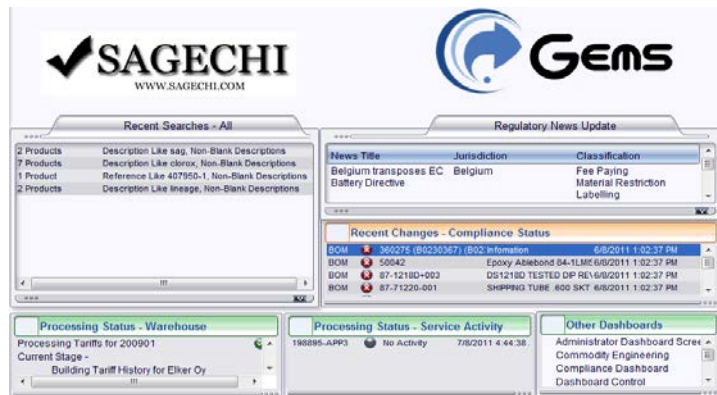 SAGECHI
WWW.SAGECHI.COM
Gems
Recent Searches - All
2 Products Description Like sag, Non-Blank Descriptions
7 Products Description Like clorox, Non-Blank Descriptions
1 Product Reference Like 407950-1, Non-Blank Descriptions
2 Products Description Like lineage, Non-Blank Descriptions
Regulatory News Update
News Title Jurisdiction Classification
Belgium transposes EC Belgium Fee Paying
Battery Directive Material Restriction
Labelling
Recent Changes - Compliance Status
BOM 360275 (B0230367) (B02 Infomation 6/8/2011 1:02:37 PM
BOM 50042 Epoxy Ablebond 84-1LMI 6/8/2011 1:02:37 PM
BOM 87-1218D+003 DS1218D TESTED DIP REV 6/8/2011 1:02:37 PM
BOM 87-71220-001 SHIPPING TUBE .600 SKT 6/8/2011 1:02:37 PM
Processing Status - Warehouse
Processing Tariffs for 200901
Current Stage -
Building Tariff History for Elker Oy
Processing Status - Service Activity
198895-APP3 No Activity 7/8/2011 4:44:38
Other Dashboards
Administrator Dashboard Scree
Commodity Engineering
Compliance Dashboard
Dashboard Control